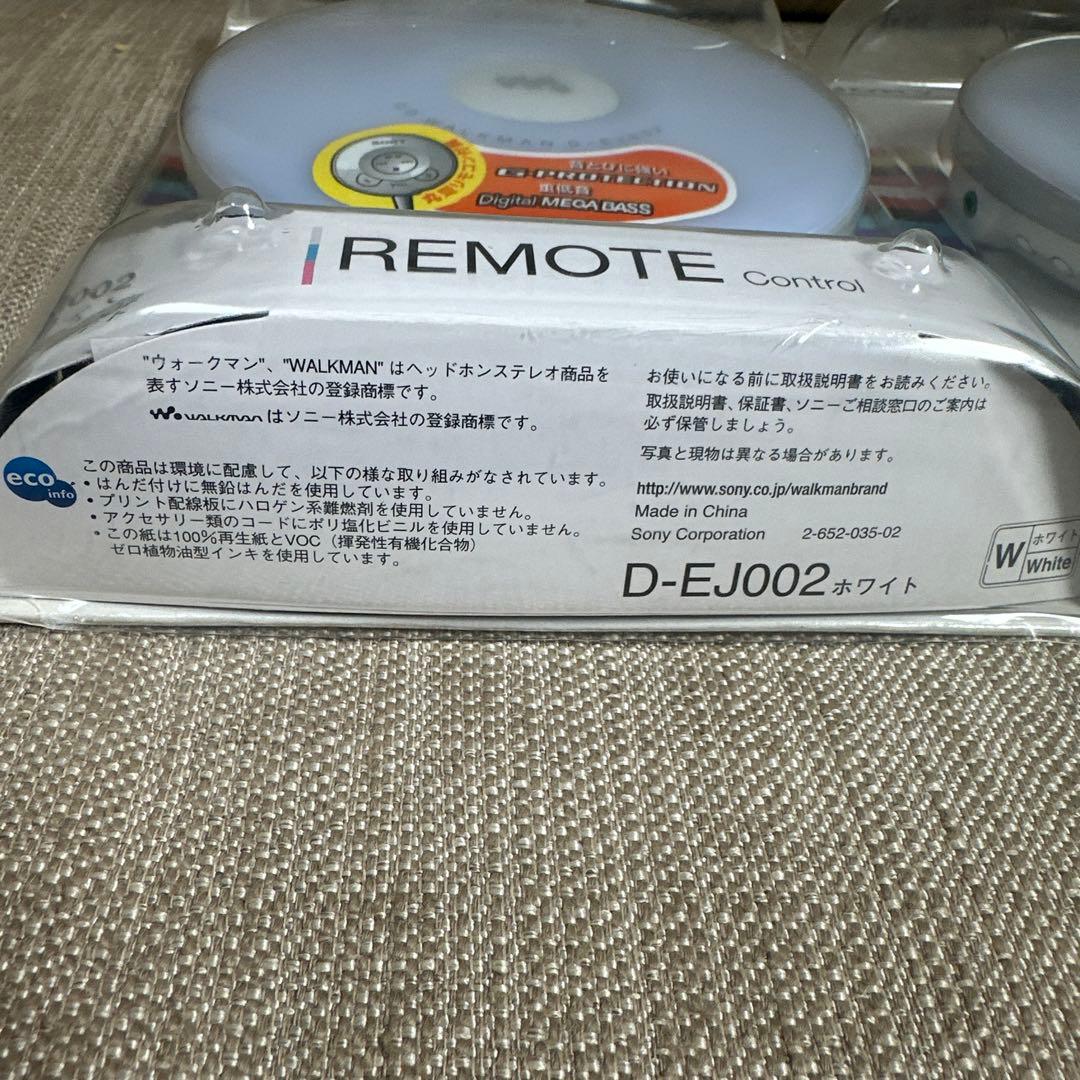 音とびに強い
G-PROTECTION
重低音
Digital MEGA BASS
SONY
REMOTE Control
"ウォークマン"、"WALKMAN" はヘッドホンステレオ商品を
表すソニー株式会社の登録商標です。
WALKMAN はソニー株式会社の登録商標です。
eco info
この商品は環境に配慮して、以下の様な取り組みがなされています。
• はんだ付けに無鉛はんだを使用しています。
• プリント配線板にハロゲン系難燃剤を使用していません。
• アクセサリー類のコードにポリ塩化ビニルを使用していません。
• この紙は100%再生紙とVOC（揮発性有機化合物）
ゼロ植物油型インキを使用しています。
お使いになる前に取扱説明書をお読みください。
取扱説明書、保証書、ソニーご相談窓口のご案内は
必ず保管しましょう。
写真と現物は異なる場合があります。
http://www.sony.co.jp/walkmanbrand
Made in China
Sony Corporation 2-652-035-02
D-EJ002 ホワイト
W ホワイト
White